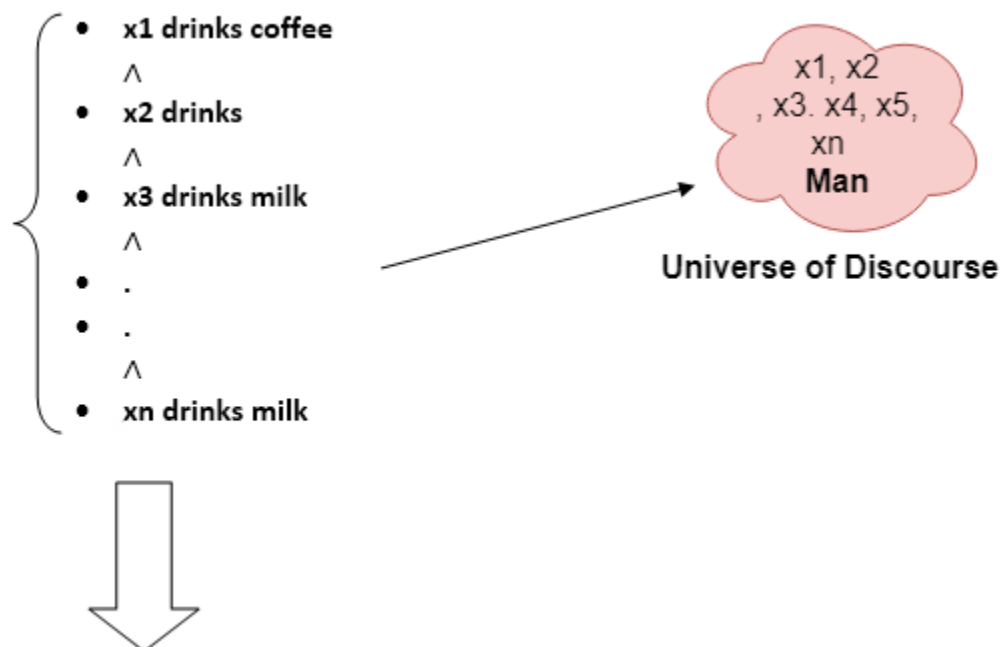 • x1 drinks coffee
∧
• x2 drinks
∧
• x3 drinks milk
∧
• .
• .
∧
• xn drinks milk
x1, x2
, x3. x4, x5,
xn
Man
Universe of Discourse